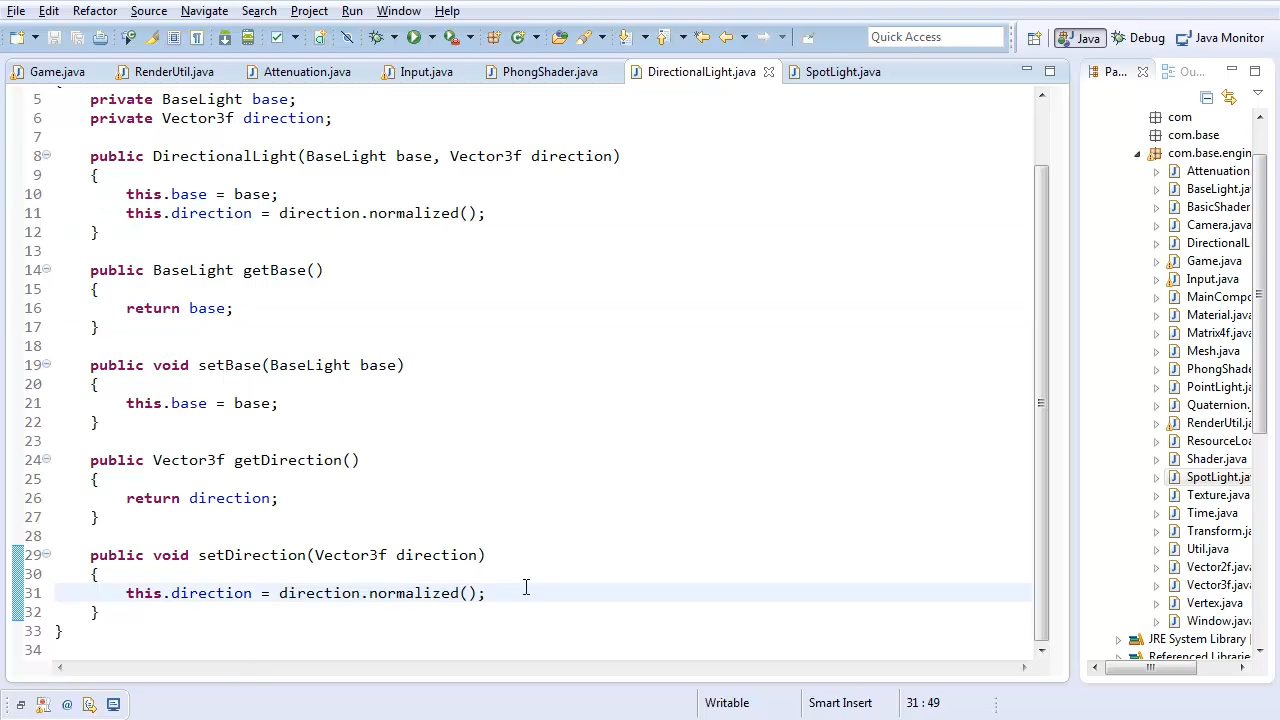 File Edit Refactor Source Navigate Search Project Run Window Help
Quick Access
Java
Debug
Java Monitor
Game.java
RenderUtil.java
Attenuation.java
Input.java
PhongShader.java
DirectionalLight.java
SpotLight.java
Pa...
Ou...
5 private BaseLight base;
6 private Vector3f direction;
7
8 public DirectionalLight(BaseLight base, Vector3f direction)
9 {
10 this.base = base;
11 this.direction = direction.normalized();
12 }
13
14 public BaseLight getBase()
15 {
16 return base;
17 }
18
19 public void setBase(BaseLight base)
20 {
21 this.base = base;
22 }
23
24 public Vector3f getDirection()
25 {
26 return direction;
27 }
28
29 public void setDirection(Vector3f direction)
30 {
31 this.direction = direction.normalized();
32 }
33 }
34
com
com.base
com.base.engin
Attenuation
BaseLight.ja
BasicShader
Camera.java
DirectionalL
Game.java
Input.java
MainCompo
Material.java
Matrix4f.java
Mesh.java
PhongShade
PointLight.ja
Quaternion.
RenderUtil.j
ResourceLoa
Shader.java
SpotLight.ja
Texture.java
Time.java
Transform.ja
Util.java
Vector2f.java
Vector3f.java
Vertex.java
Window.java
JRE System Library
Referenced Libraries
Writable
Smart Insert
31 : 49